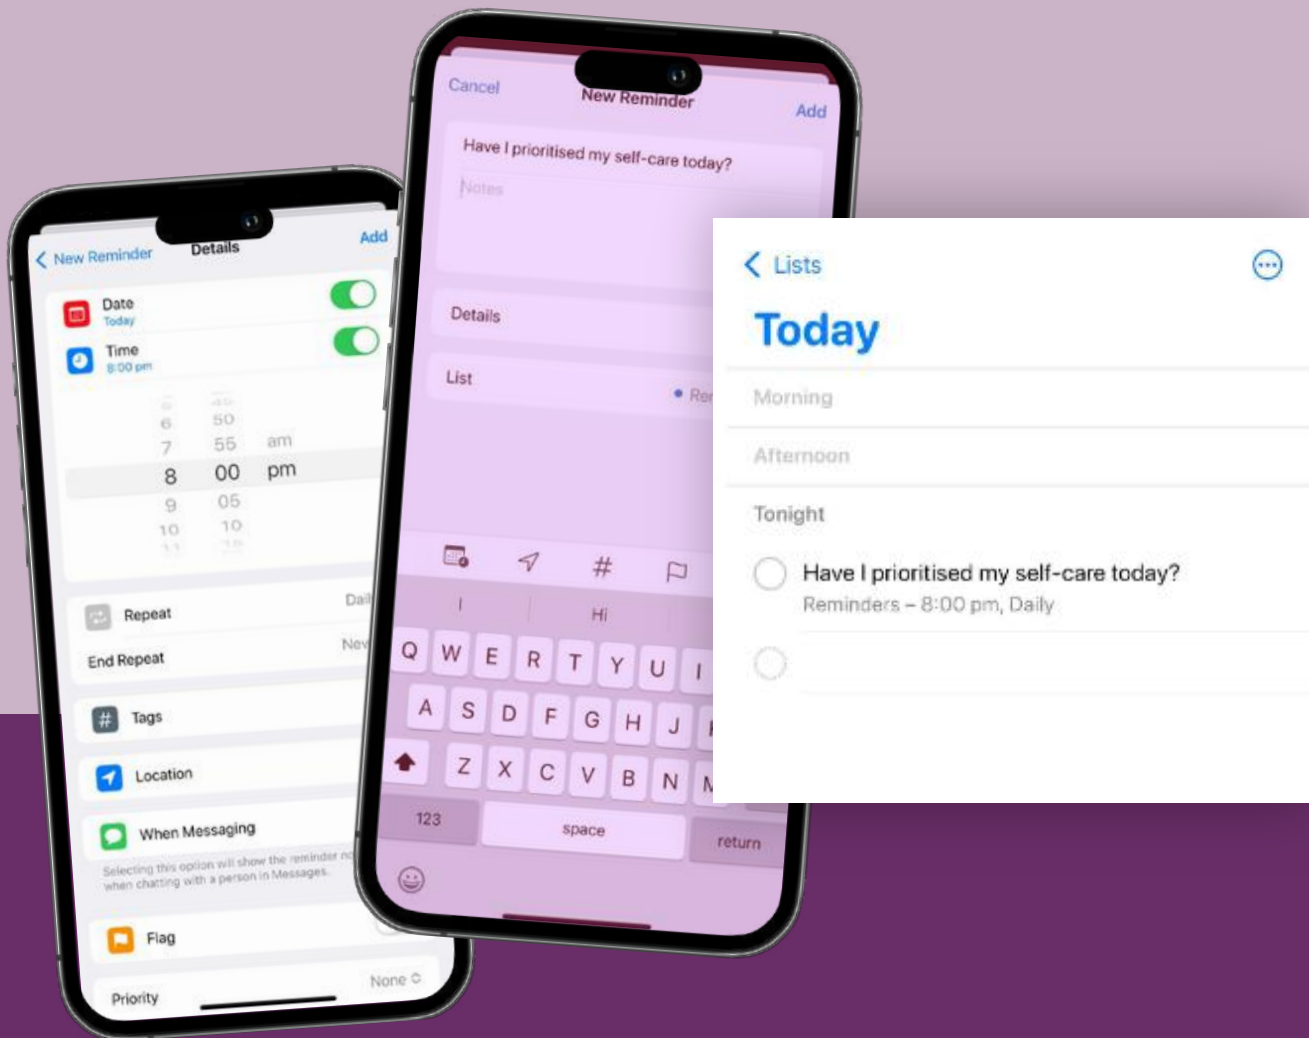 New Reminder
Details
Add
Date
Today
Time
8:00 pm
6 50
7 55 am
8 00 pm
9 05
10 10
11
Repeat
End Repeat
Tags
Location
When Messaging
Selecting this option will show the reminder
when chatting with a person in Messages.
Flag
Priority
None
Cancel
New Reminder
Add
Have I prioritised my self-care today?
Notes
Details
List
#
I
Hi
Q W E R T Y U I
A S D F G H J
Z X C V B N
123
space
return
Lists
Today
Morning
Afternoon
Tonight
Have I prioritised my self-care today?
Reminders – 8:00 pm, Daily